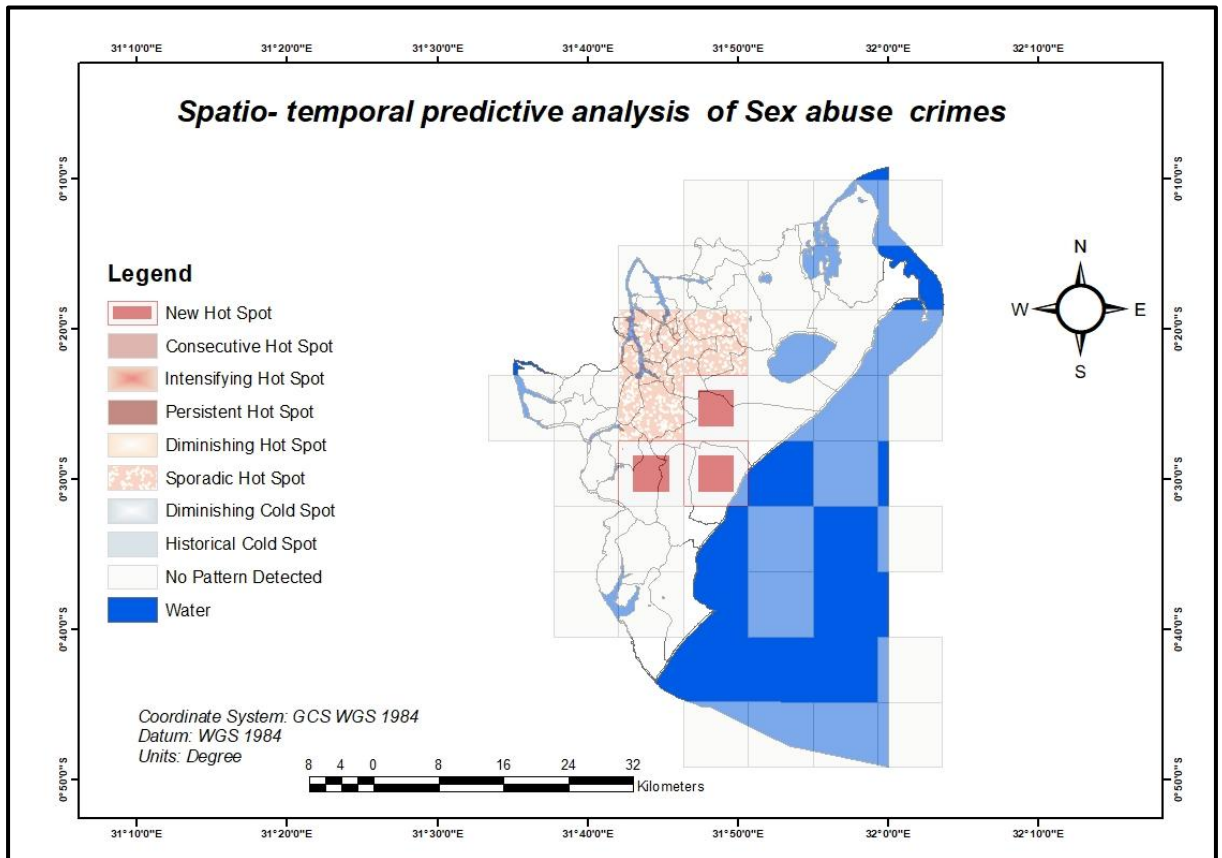 31°10'0"E 31°20'0"E 31°30'0"E 31°40'0"E 31°50'0"E 32°0'0"E 32°10'0"E
Spatio- temporal predictive analysis of Sex abuse crimes
0°10'0"S 0°10'0"S
N
W E
S
0°20'0"S 0°20'0"S
Legend
New Hot Spot
Consecutive Hot Spot
Intensifying Hot Spot
Persistent Hot Spot
Diminishing Hot Spot
Sporadic Hot Spot
Diminishing Cold Spot
Historical Cold Spot
No Pattern Detected
Water
0°30'0"S 0°30'0"S
0°40'0"S 0°40'0"S
Coordinate System: GCS WGS 1984
Datum: WGS 1984
Units: Degree
8 4 0 8 16 24 32
Kilometers
0°50'0"S 0°50'0"S
31°10'0"E 31°20'0"E 31°30'0"E 31°40'0"E 31°50'0"E 32°0'0"E 32°10'0"E